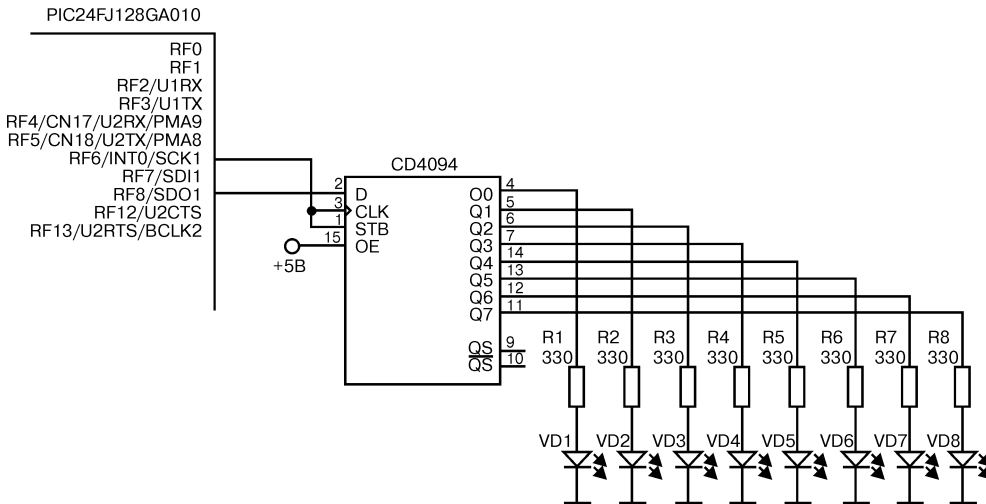 PIC24FJ128GA010
RF0
RF1
RF2/U1RX
RF3/U1TX
RF4/CN17/U2RX/PMA9
RF5/CN18/U2TX/PMA8
RF6/INT0/SCK1
RF7/SDI1
RF8/SDO1
RF12/U2CTS
RF13/U2RTS/BCLK2
CD4094
2 D
3 CLK
1 STB
15 OE
+5В
O0 4
Q1 5
Q2 6
Q3 7
Q4 14
Q5 13
Q6 12
Q7 11
QS 9
QS 10
R1 R2 R3 R4 R5 R6 R7 R8
330 330 330 330 330 330 330 330
VD1 VD2 VD3 VD4 VD5 VD6 VD7 VD8